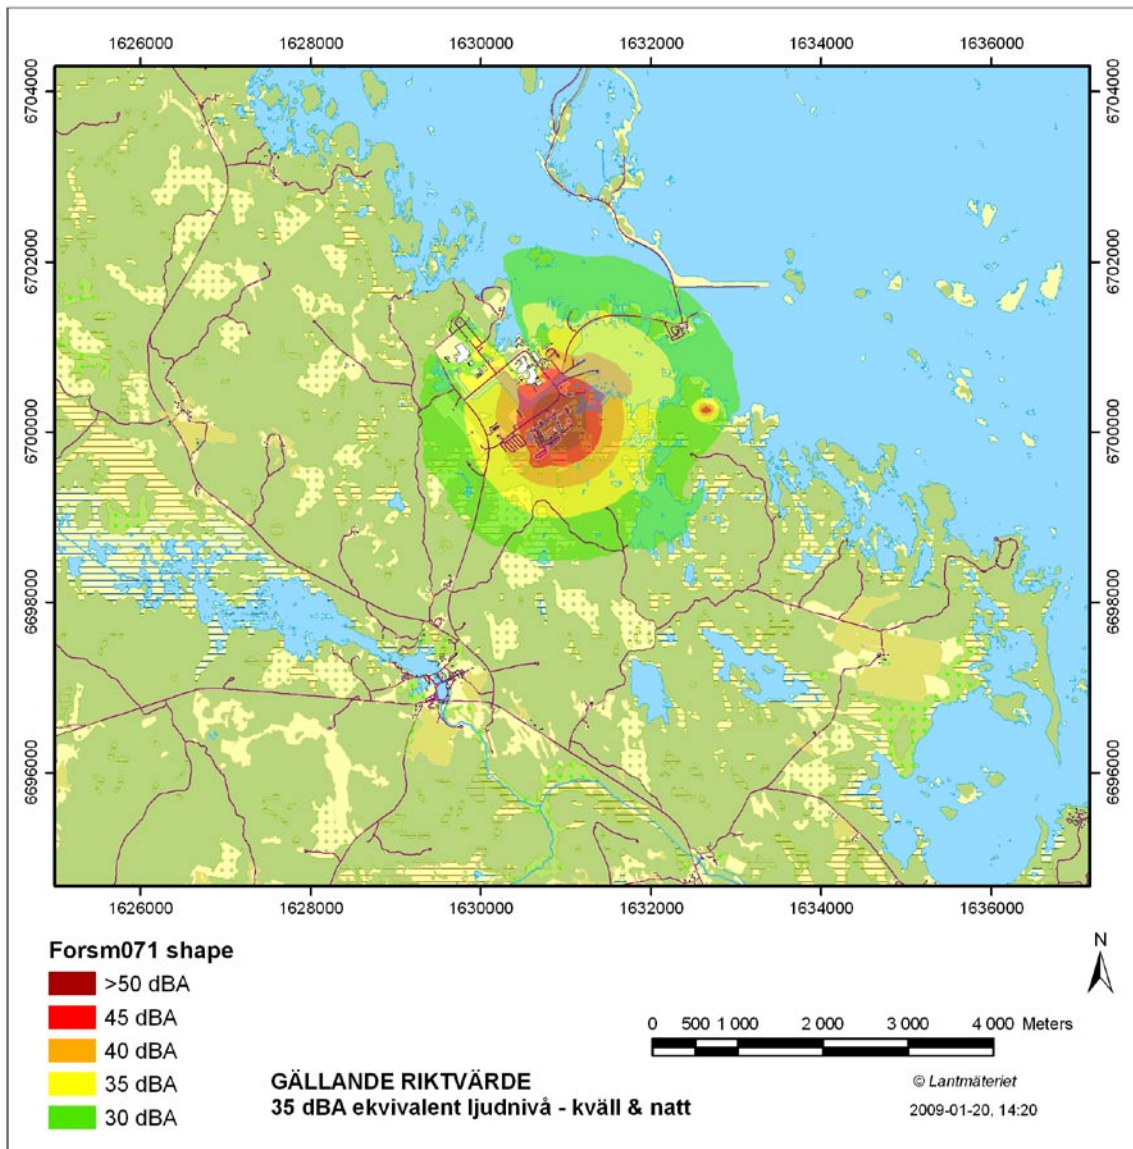 1626000 1628000 1630000 1632000 1634000 1636000
6704000 6704000
6702000 6702000
6700000 6700000
6698000 6698000
6696000 6696000
1626000 1628000 1630000 1632000 1634000 1636000
Forsm071 shape
>50 dBA
45 dBA
40 dBA
35 dBA
30 dBA
GÄLLANDE RIKTVÄRDE
35 dBA ekvivalent ljudnivå - kväll & natt
N
0 500 1 000 2 000 3 000 4 000 Meters
© Lantmäteriet
2009-01-20, 14:20